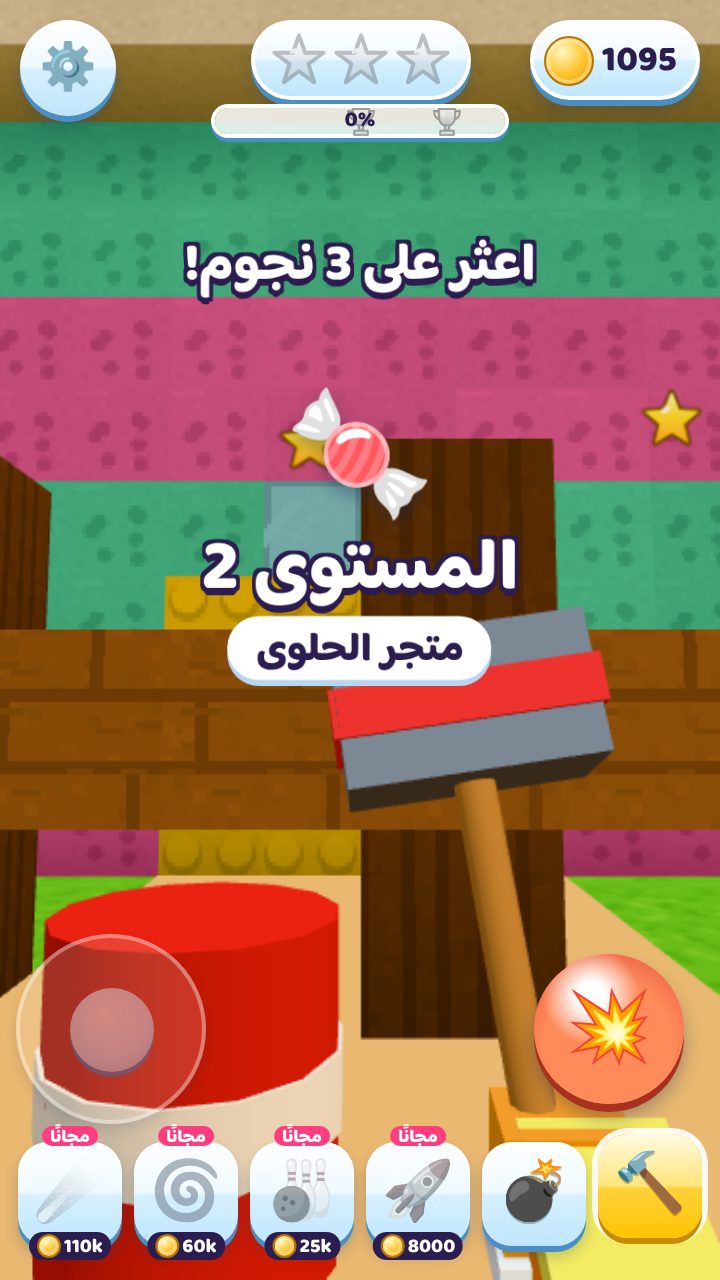 1095
0%
اعثر على 3 نجوم!
المستوى 2
متجر الحلوى
مجانًا
مجانًا
مجانًا
مجانًا
110k
60k
25k
8000